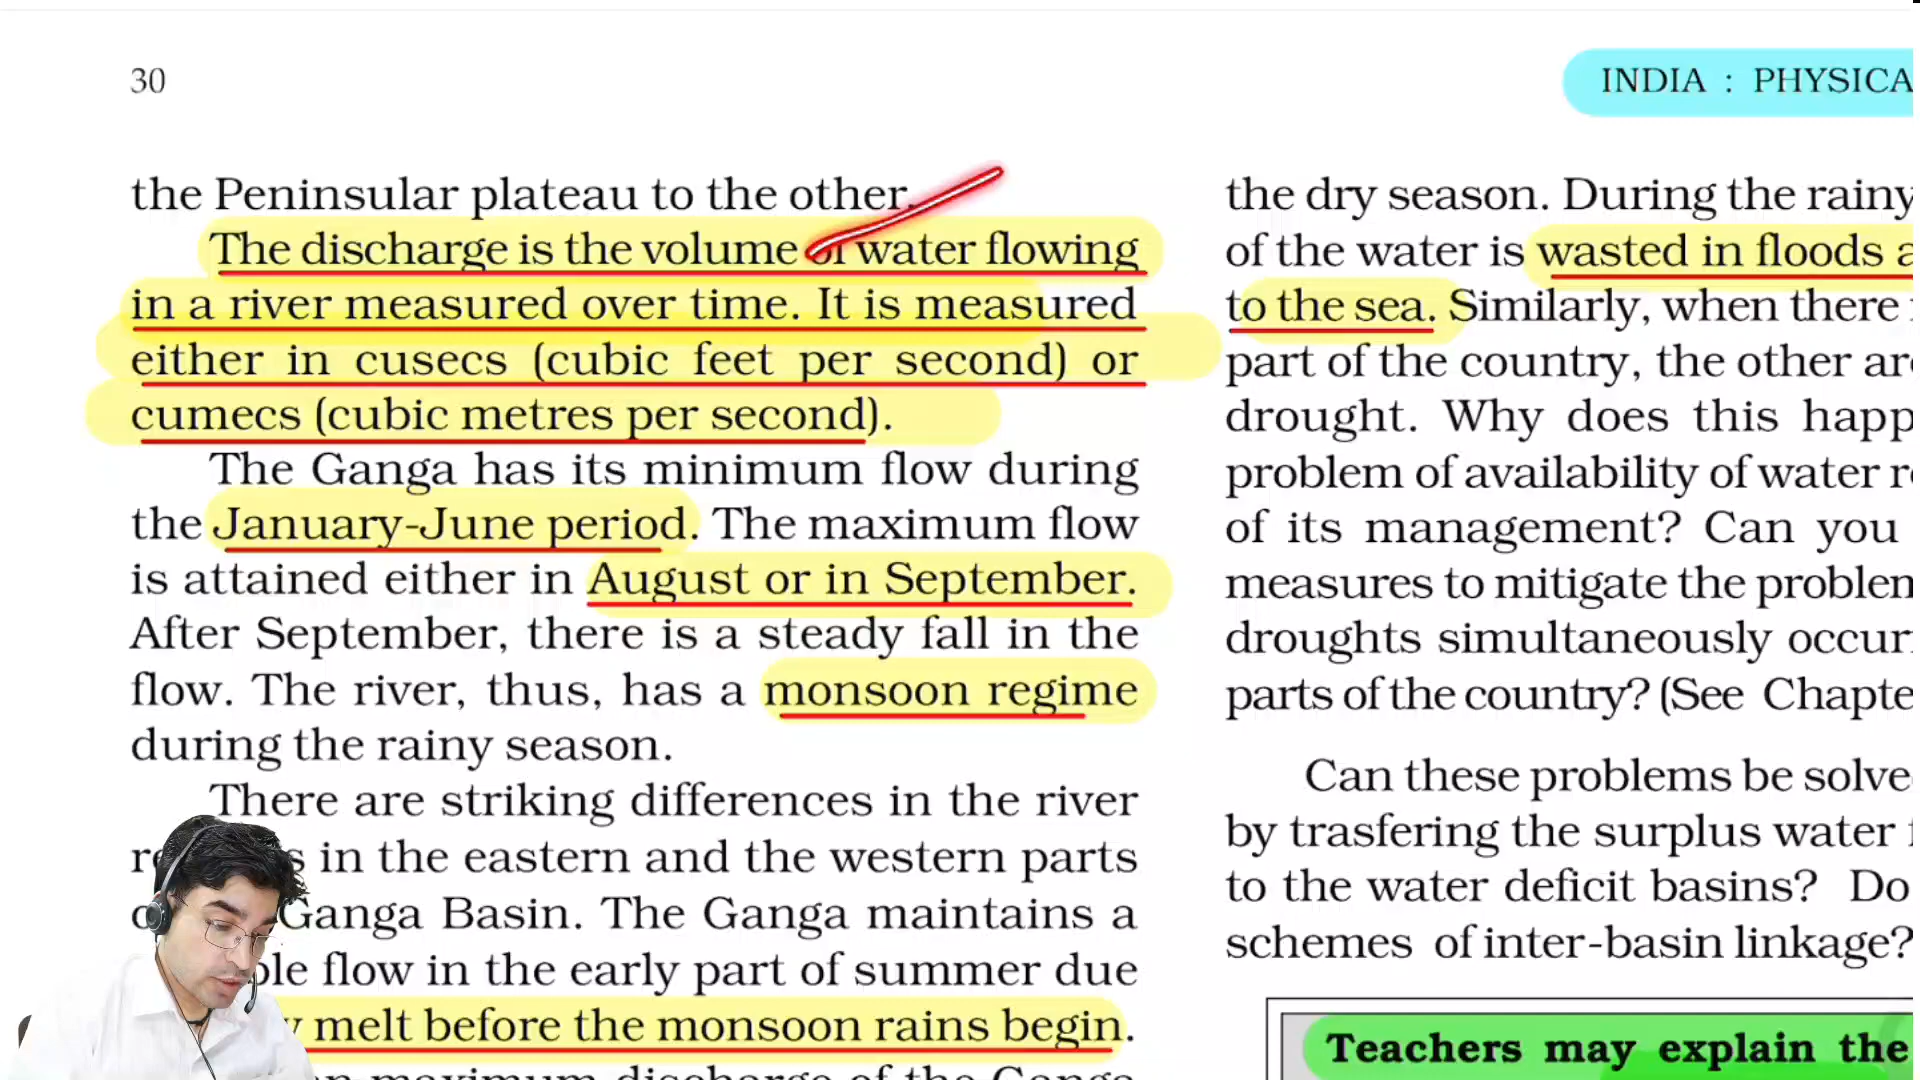 30
INDIA : PHYSICA
the Peninsular plateau to the other.
The discharge is the volume of water flowing
in a river measured over time. It is measured
either in cusecs (cubic feet per second) or
cumecs (cubic metres per second).
The Ganga has its minimum flow during
the January-June period. The maximum flow
is attained either in August or in September.
After September, there is a steady fall in the
flow. The river, thus, has a monsoon regime
during the rainy season.
There are striking differences in the river
in the eastern and the western parts
Ganga Basin. The Ganga maintains a
flow in the early part of summer due
melt before the monsoon rains begin.
maximum discharge of the Ganga
the dry season. During the rainy
of the water is wasted in floods a
to the sea. Similarly, when there
part of the country, the other are
drought. Why does this happ
problem of availability of water r
of its management? Can you
measures to mitigate the problem
droughts simultaneously occur
parts of the country? (See Chapte
Can these problems be solve
by trasfering the surplus water f
to the water deficit basins? Do
schemes of inter-basin linkage?
Teachers may explain the